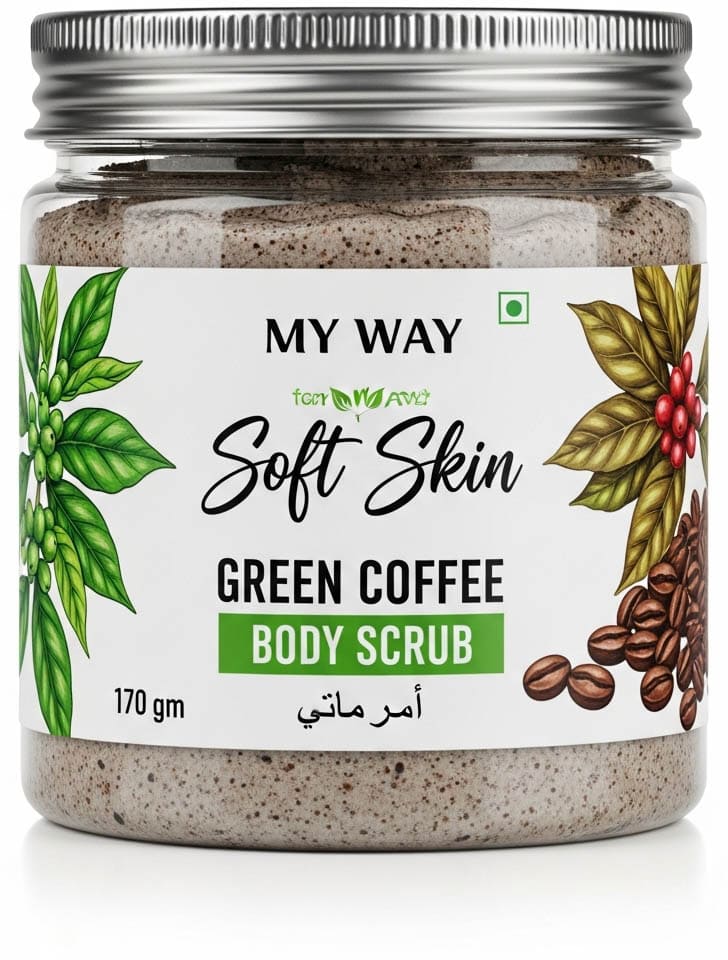 MY WAY
Soft Skin
GREEN COFFEE
BODY SCRUB
170 gm
أمر ماتي